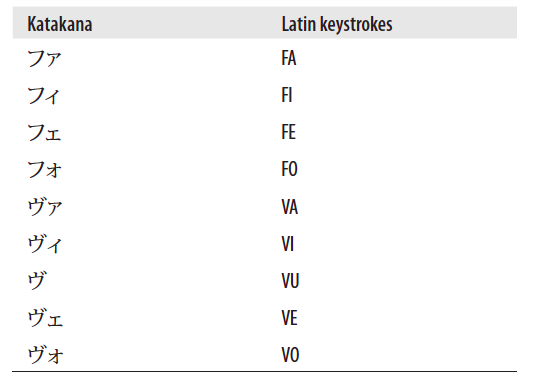 Katakana Latin keystrokes
ファ FA
フィ FI
フェ FE
フォ FO
ヴァ VA
ヴィ VI
ヴ VU
ヴェ VE
ヴォ VO